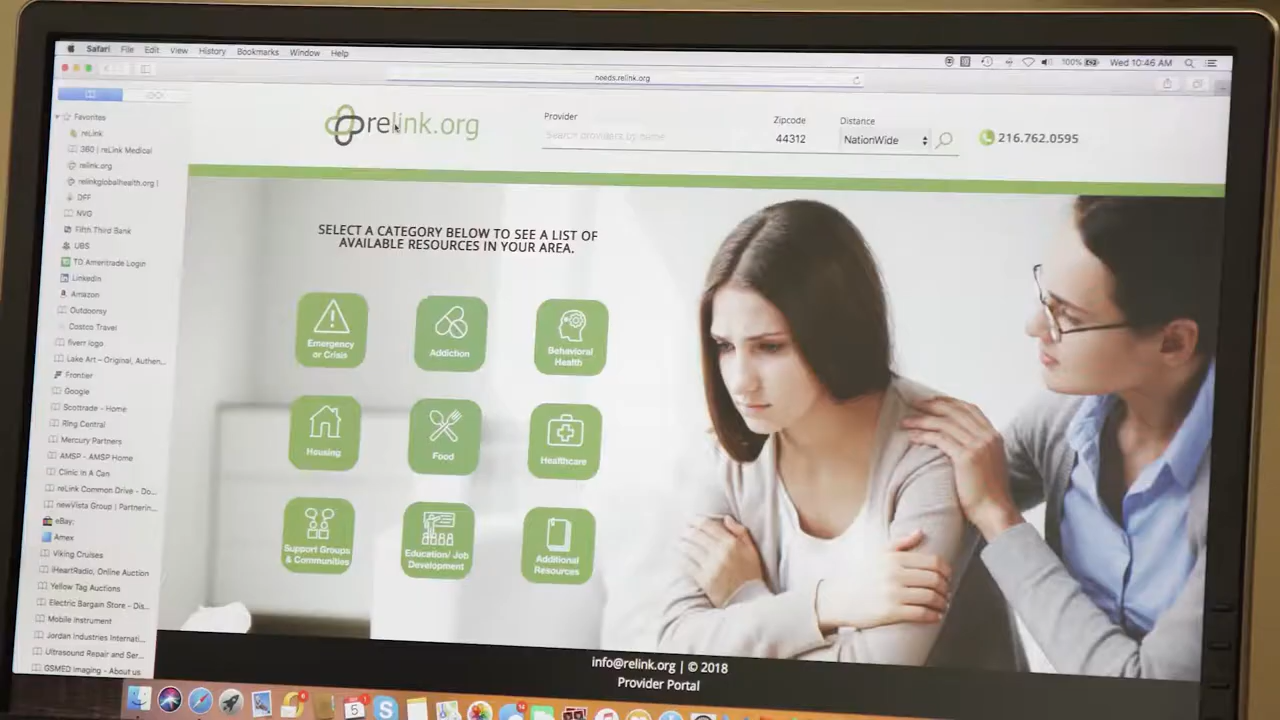 Safari File Edit View History Bookmarks Window Help
100% Wed 10:46 AM
needs.relink.org
Favorites
reLink
360 | reLink Medical
relink.org
relinkglobalhealth.org |
DFF
NVG
Fifth Third Bank
UBS
TD Ameritrade Login
LinkedIn
Amazon
Outdoorsy
Costco Travel
fiverr logo
Lake Art – Original, Authen...
Frontier
Google
Scottrade - Home
Ring Central
Mercury Partners
AMSP - AMSP Home
Clinic In A Can
reLink Common Drive - Do...
newVista Group | Partnerin...
eBay:
Amex
Viking Cruises
iHeartRadio, Online Auction
Yellow Tag Auctions
Electric Bargain Store - Dis...
Mobile Instrument
Jordan Industries Internati...
Ultrasound Repair and Ser...
GSMED Imaging - About us
relink.org
Provider
Search providers by name
Zipcode
44312
Distance
NationWide
216.762.0595
SELECT A CATEGORY BELOW TO SEE A LIST OF
AVAILABLE RESOURCES IN YOUR AREA.
Emergency
or Crisis
Addiction
Behavioral
Health
Housing
Food
Healthcare
Support Groups
& Communities
Education/ Job
Development
Additional
Resources
info@relink.org | © 2018
Provider Portal
5